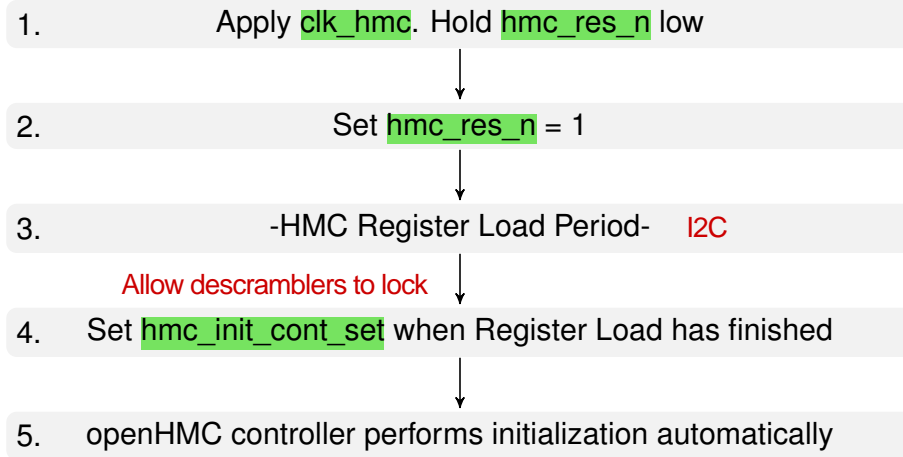 1. Apply clk_hmc. Hold hmc_res_n low
2. Set hmc_res_n = 1
3. -HMC Register Load Period- I2C
Allow descramblers to lock
4. Set hmc_init_cont_set when Register Load has finished
5. openHMC controller performs initialization automatically